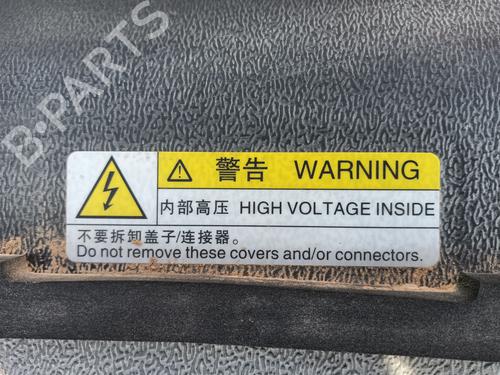 B-PARTS
警告 WARNING
内部高压 HIGH VOLTAGE INSIDE
不要拆卸盖子/连接器。
Do not remove these covers and/or connectors.